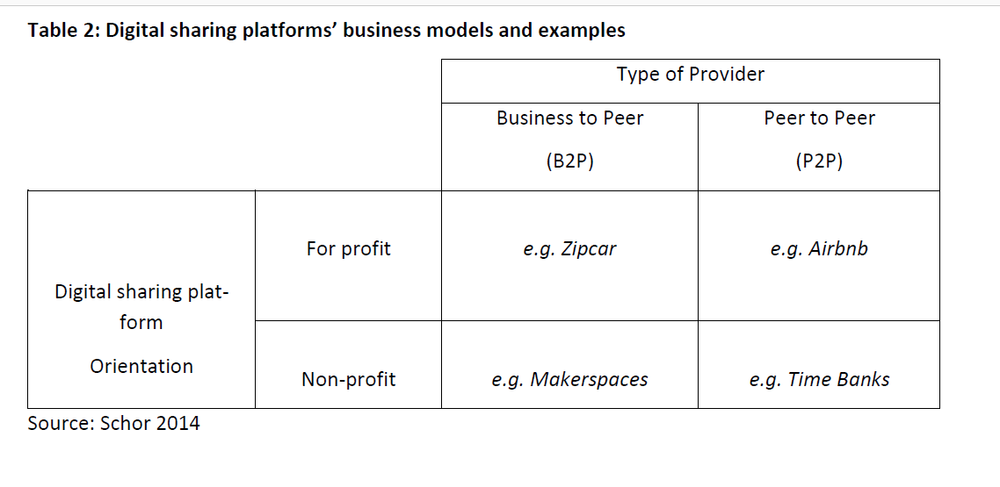 Table 2: Digital sharing platforms’ business models and examples
Type of Provider
Business to Peer
(B2P)
Peer to Peer
(P2P)
Digital sharing plat-
form
Orientation
For profit
e.g. Zipcar
e.g. Airbnb
Non-profit
e.g. Makerspaces
e.g. Time Banks
Source: Schor 2014